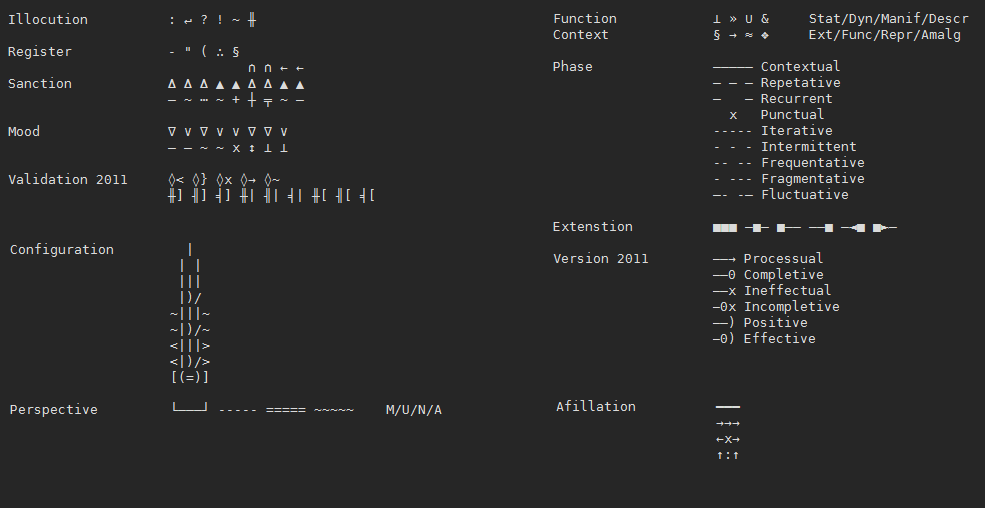 Illocution : ↵ ? ! ~ ╫
Register - " ( ∴ §
∩ ∩ ← ←
Sanction Δ Δ Δ ▲ ▲ Δ Δ ▲ ▲
— ~ ┅ ~ + ┼ ╤ ~ —
Mood ∇ ∨ ∇ ∨ ∨ ∇ ∇ ∨
— — ~ ~ x ↕ ⊥ ⊥
Validation 2011 ◊< ◊} ◊x ◊→ ◊~
╫] ╢] ╡] ╫| ╢| ╡| ╫[ ╢[ ╡[
Configuration |
| |
|||
|)/
~|||~
~|)/~
<|||>
<|)/>
[(=)]
Perspective └──┘ ----- ===== ~~~~~ M/U/N/A
Function ⊥ » ∪ & Stat/Dyn/Manif/Descr
Context § → ≈ ❖ Ext/Func/Repr/Amalg
Phase ————— Contextual
— — — Repetative
—   — Recurrent
x Punctual
----- Iterative
- - - Intermittent
-- -- Frequentative
- --- Fragmentative
—- -— Fluctuative
Extenstion ■■■ —■— ■—— ——■ —◄■ ■►—
Version 2011 ——→ Processual
——0 Completive
——x Ineffectual
—0x Incompletive
——) Positive
—0) Effective
Afillation ———
→→→
←x→
↑:↑